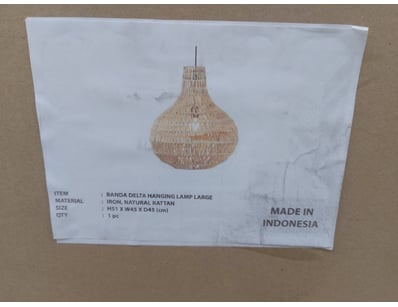 ITEM : BANDA DELTA HANGING LAMP LARGE
MATERIAL : IRON, NATURAL RATTAN
SIZE : H51 X W45 X D45 (cm)
QTY : 1 pc
MADE IN
INDONESIA